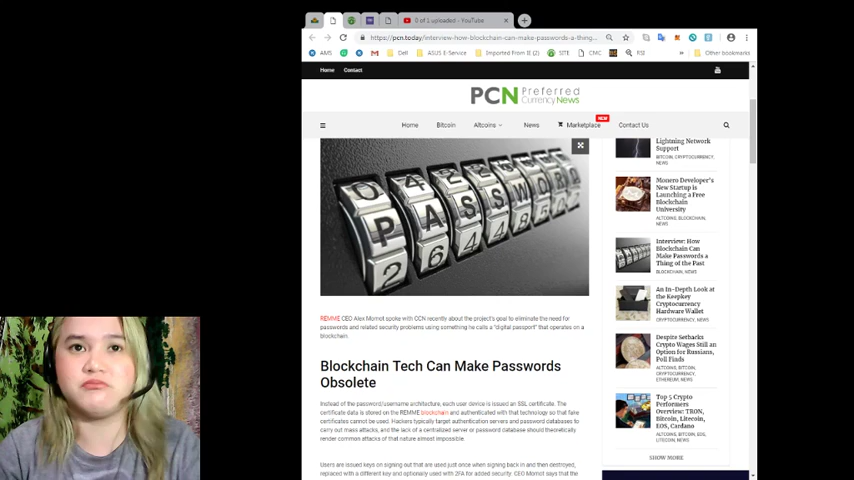 0 of 1 uploaded - YouTube
https://pcn.today/interview-how-blockchain-can-make-passwords-a-thing...
AMS
Dell
ASUS E-Service
Imported From IE (2)
SITE
CMC
RSI
Other bookmarks
Home
Contact
PCN Preferred
Currency News
Home
Bitcoin
Altcoins
News
Marketplace
NEW
Contact Us
PASSWORD
REMME CEO Alex Momot spoke with CCN recently about the project's goal to eliminate the need for
passwords and related security problems using something he calls a "digital passport" that operates on a
blockchain.
Blockchain Tech Can Make Passwords
Obsolete
Instead of the password/username architecture, each user device is issued an SSL certificate. The
certificate data is stored on the REMME blockchain and authenticated with that technology so that fake
certificates cannot be used. Hackers typically target authentication servers and password databases to
carry out mass attacks, and the lack of a centralized server or password database should theoretically
render common attacks of that nature almost impossible.
Users are issued keys on signing out that are used just once when signing back in and then destroyed,
replaced with a different key and optionally used with 2FA for added security. CEO Momot says that the
Lightning Network
Support
BITCOIN, CRYPTOCURRENCY,
NEWS
Monero Developer's
New Startup is
Launching a Free
Blockchain
University
ALTCOINS, BLOCKCHAIN,
NEWS
Interview: How
Blockchain Can
Make Passwords a
Thing of the Past
BLOCKCHAIN, NEWS
An In-Depth Look at
the Keepkey
Cryptocurrency
Hardware Wallet
CRYPTOCURRENCY, NEWS
Despite Setbacks
Crypto Wages Still an
Option for Russians,
Poll Finds
ALTCOINS, BITCOIN,
CRYPTOCURRENCY,
ETHEREUM, NEWS
Top 5 Crypto
Performers
Overview: TRON,
Bitcoin, Litecoin,
EOS, Cardano
ALTCOINS, BITCOIN, EOS,
LITECOIN, NEWS
SHOW MORE